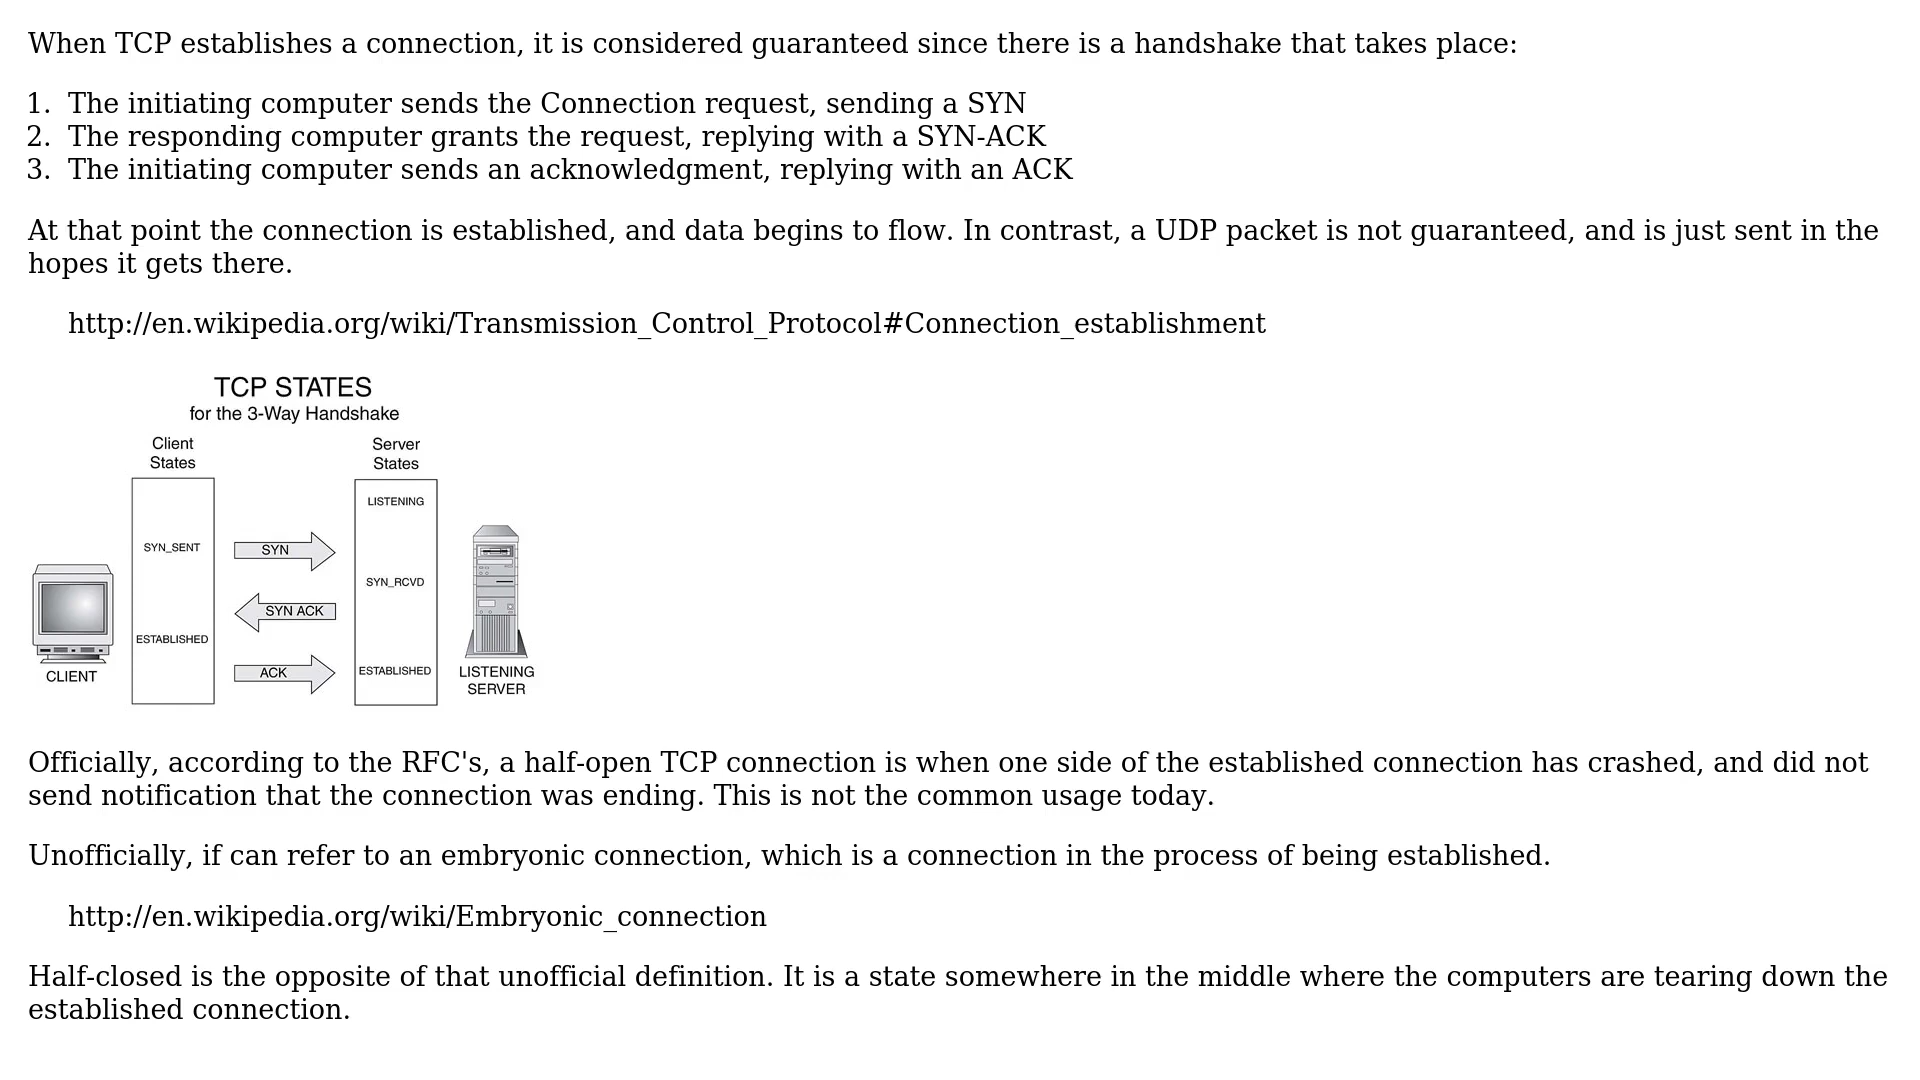 When TCP establishes a connection, it is considered guaranteed since there is a handshake that takes place:
1. The initiating computer sends the Connection request, sending a SYN
2. The responding computer grants the request, replying with a SYN-ACK
3. The initiating computer sends an acknowledgment, replying with an ACK
At that point the connection is established, and data begins to flow. In contrast, a UDP packet is not guaranteed, and is just sent in the
hopes it gets there.
http://en.wikipedia.org/wiki/Transmission_Control_Protocol#Connection_establishment
TCP STATES
for the 3-Way Handshake
Client
States
Server
States
LISTENING
SYN_SENT
SYN
SYN_RCVD
SYN ACK
ESTABLISHED
ACK
ESTABLISHED
CLIENT
LISTENING
SERVER
Officially, according to the RFC's, a half-open TCP connection is when one side of the established connection has crashed, and did not
send notification that the connection was ending. This is not the common usage today.
Unofficially, if can refer to an embryonic connection, which is a connection in the process of being established.
http://en.wikipedia.org/wiki/Embryonic_connection
Half-closed is the opposite of that unofficial definition. It is a state somewhere in the middle where the computers are tearing down the
established connection.